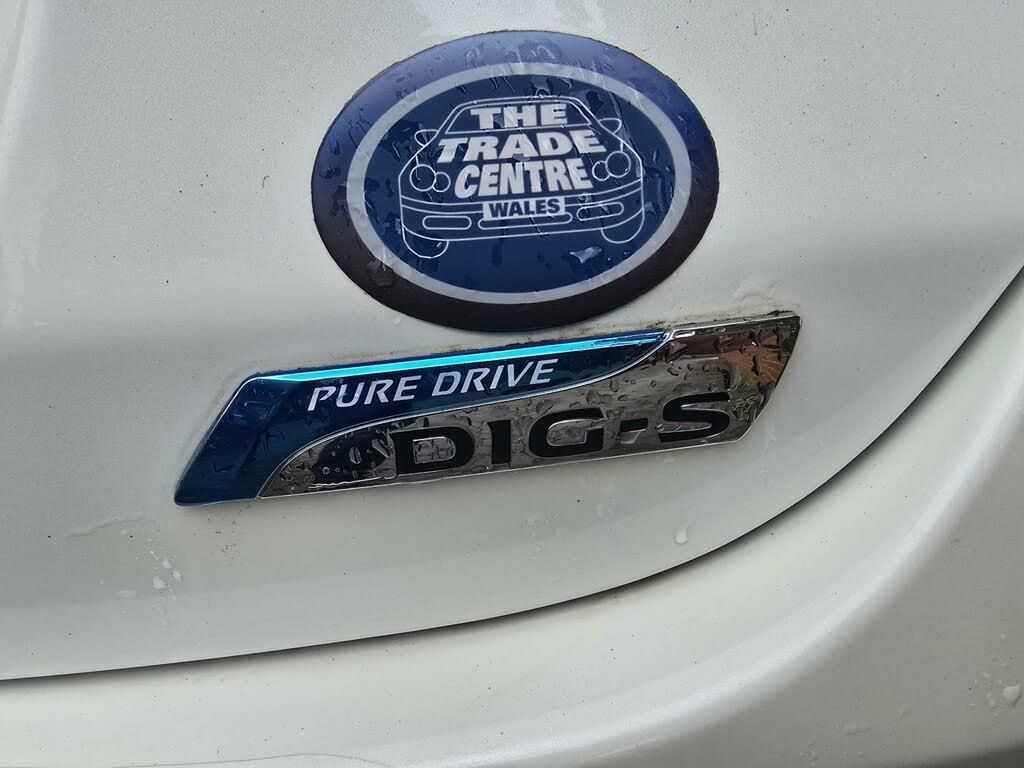 THE
TRADE
CENTRE
WALES
PURE DRIVE
DIG-S